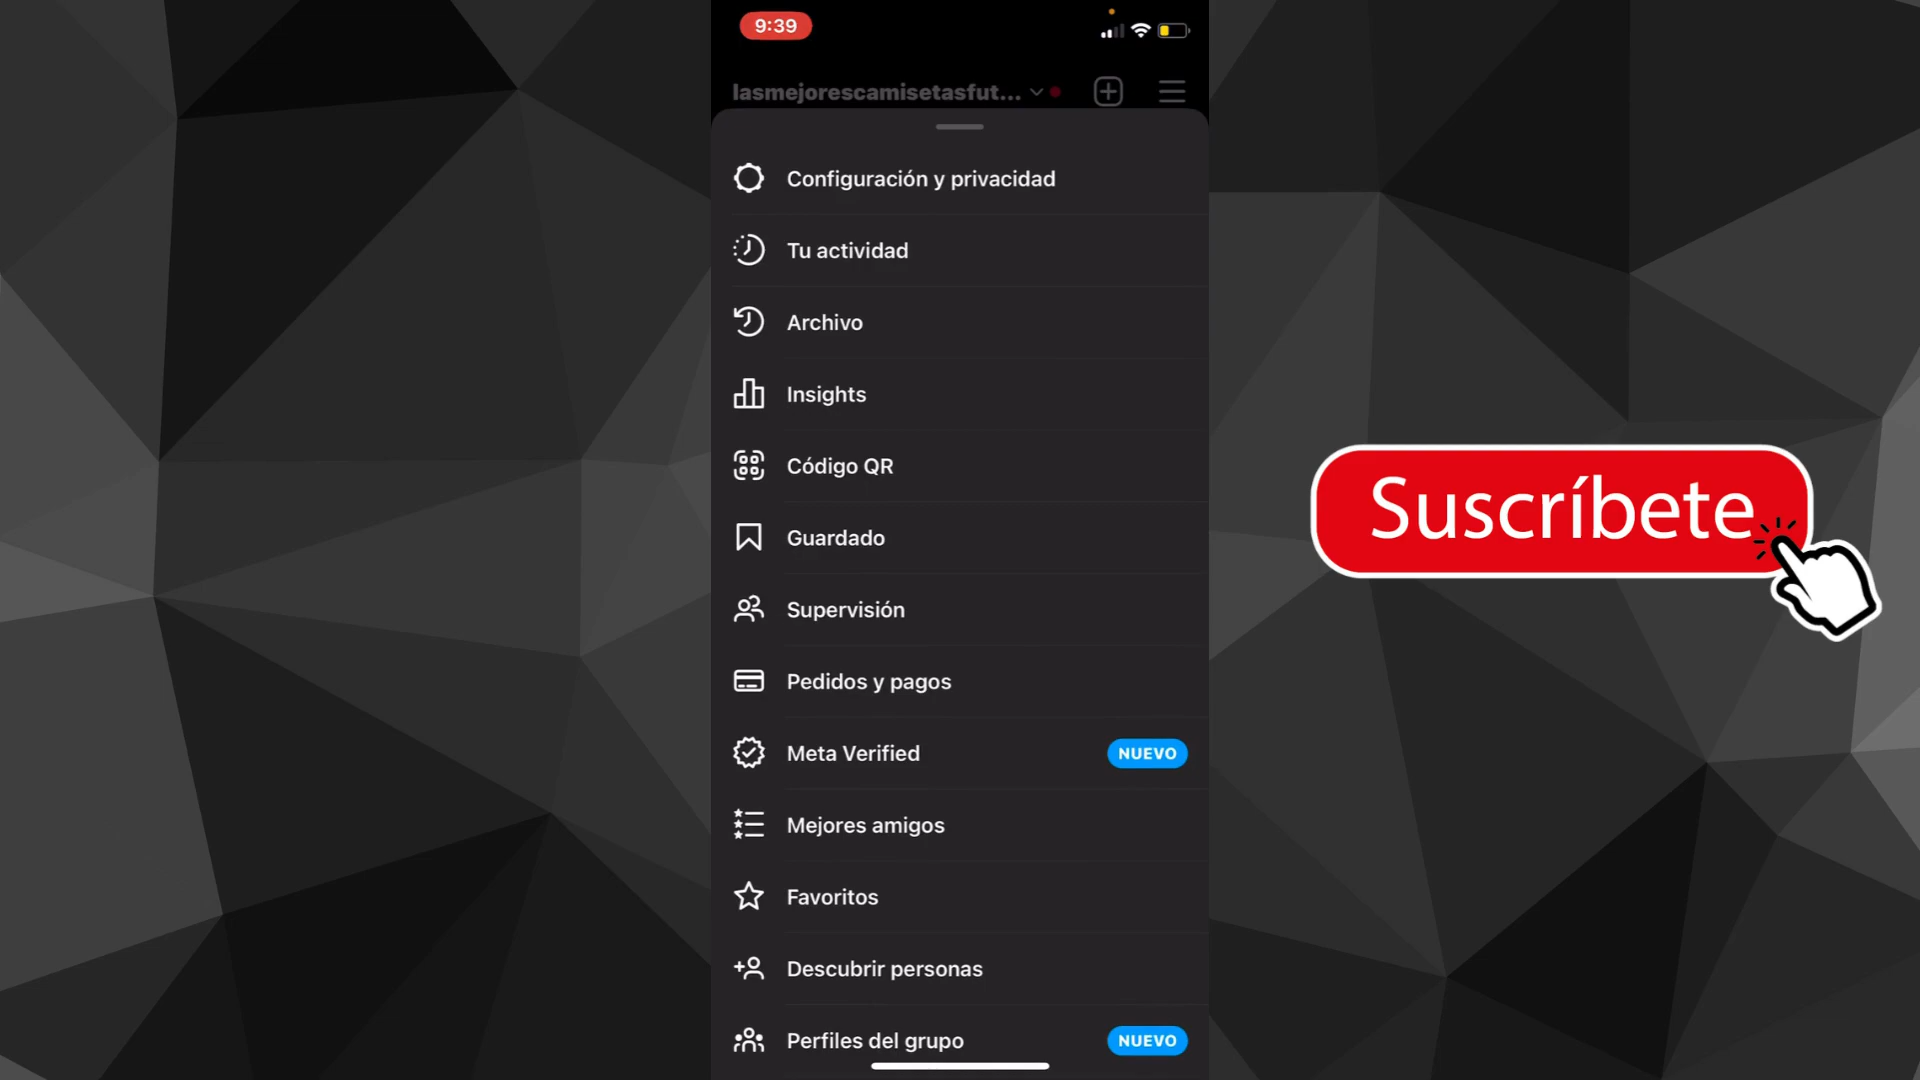 9:39
lasmejorescamisetasfut...
Configuración y privacidad
Tu actividad
Archivo
Insights
Código QR
Guardado
Supervisión
Pedidos y pagos
Meta Verified NUEVO
Mejores amigos
Favoritos
Descubrir personas
Perfiles del grupo NUEVO
Suscríbete